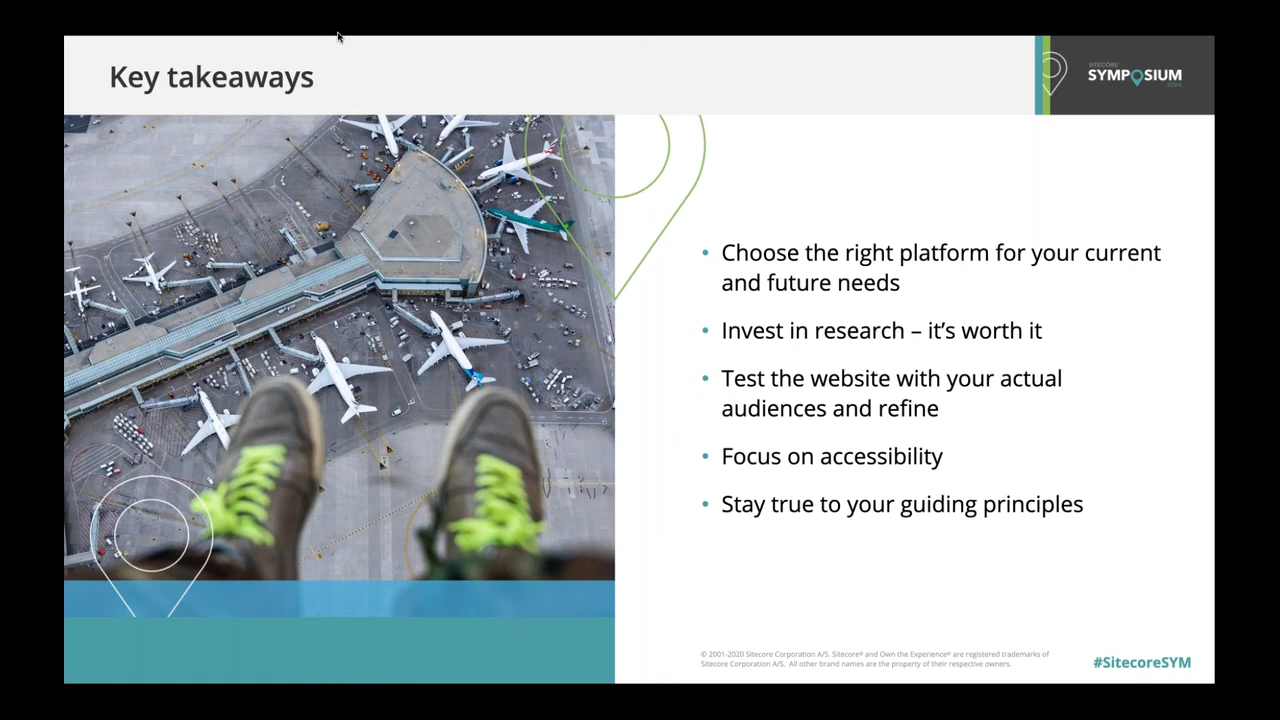 Key takeaways
SITECORE
SYMPOSIUM
2020
• Choose the right platform for your current
and future needs
• Invest in research – it’s worth it
• Test the website with your actual
audiences and refine
• Focus on accessibility
• Stay true to your guiding principles
© 2001-2020 Sitecore Corporation A/S. Sitecore® and Own the Experience® are registered trademarks of
Sitecore Corporation A/S. All other brand names are the property of their respective owners.
#SitecoreSYM